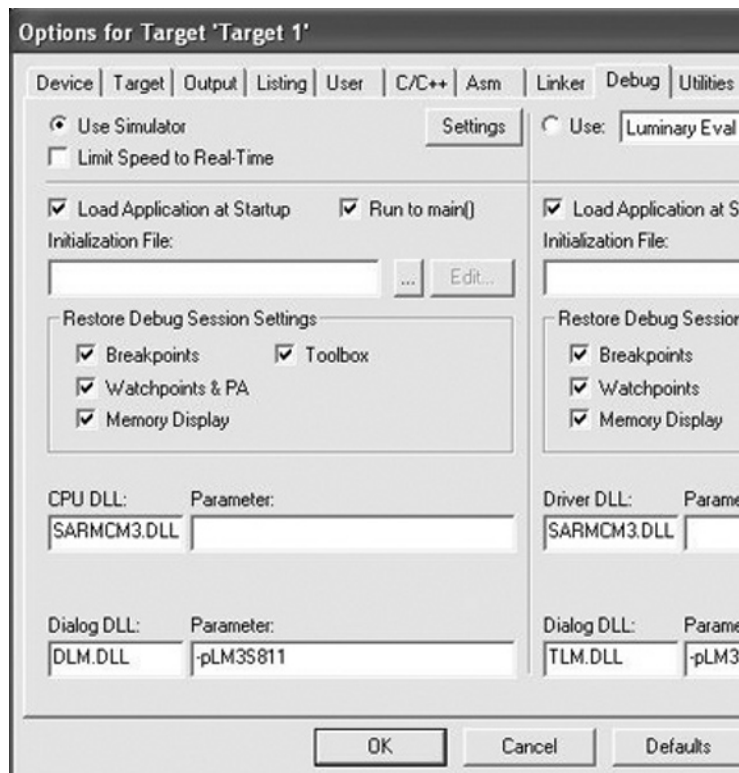 Options for Target 'Target 1'
Device Target Output Listing User C/C++ Asm Linker Debug Utilities
Use Simulator Settings Use: Luminary Eval
Limit Speed to Real-Time
Load Application at Startup Run to main() Load Application at S
Initialization File: Initialization File:
... Edit...
Restore Debug Session Settings Restore Debug Session
Breakpoints Toolbox Breakpoints
Watchpoints & PA Watchpoints
Memory Display Memory Display
CPU DLL: Parameter: Driver DLL: Parame
SARMCM3.DLL SARMCM3.DLL
Dialog DLL: Parameter: Dialog DLL: Parame
DLM.DLL -pLM3S811 TLM.DLL -pLM3
OK Cancel Defaults